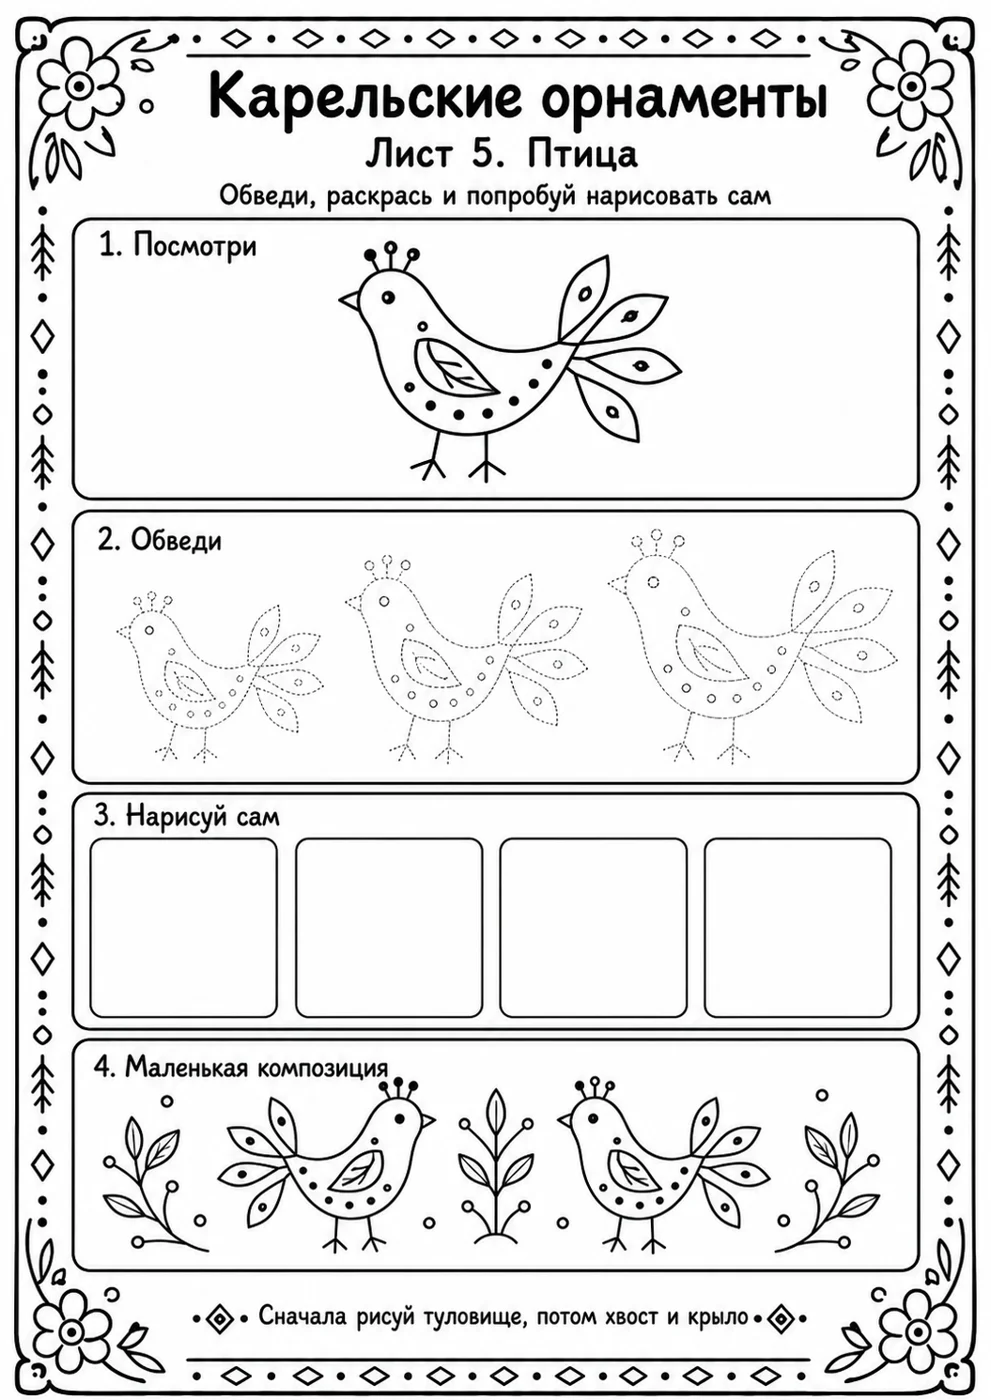 Карельские орнаменты
Лист 5. Птица
Обведи, раскрась и попробуй нарисовать сам
1. Посмотри
2. Обведи
3. Нарисуй сам
4. Маленькая композиция
Сначала рисуй туловище, потом хвост и крыло